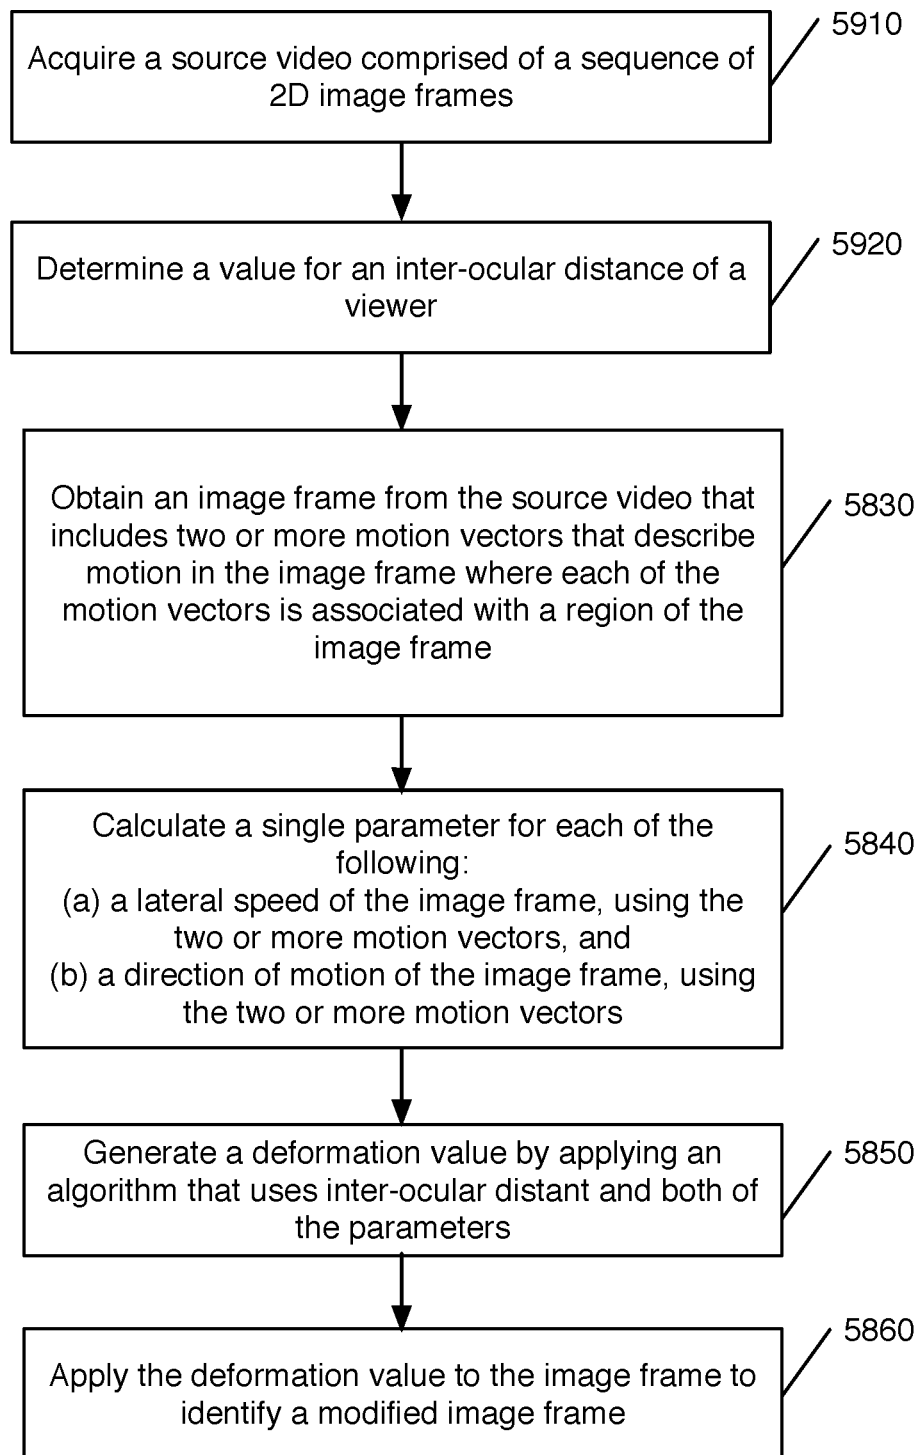 5910
Acquire a source video comprised of a sequence of
2D image frames
5920
Determine a value for an inter-ocular distance of a
viewer
5830
Obtain an image frame from the source video that
includes two or more motion vectors that describe
motion in the image frame where each of the
motion vectors is associated with a region of the
image frame
5840
Calculate a single parameter for each of the
following:
(a) a lateral speed of the image frame, using the
two or more motion vectors, and
(b) a direction of motion of the image frame, using
the two or more motion vectors
5850
Generate a deformation value by applying an
algorithm that uses inter-ocular distant and both of
the parameters
5860
Apply the deformation value to the image frame to
identify a modified image frame